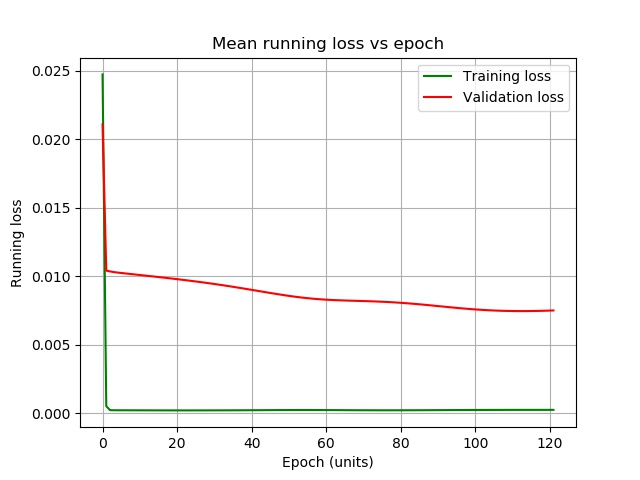 Mean running loss vs epoch
Training loss
Validation loss
0.025
0.020
0.015
0.010
0.005
0.000
Running loss
0 20 40 60 80 100 120
Epoch (units)